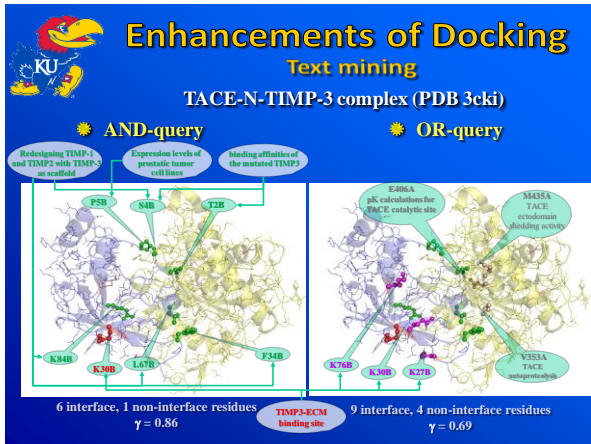 KU
Enhancements of Docking
Text mining
TACE-N-TIMP-3 complex (PDB 3cki)
AND-query
OR-query
Redesigning TIMP-1
and TIMP2 with TIMP-3
as scaffold
Expression levels of
prostatic tumor
cell lines
binding affinities of
the mutated TIMP3
P5B
S4B
T2B
E406A
pK calculations for
TACE catalytic site
M435A
TACE
ectodomain
shedding activity
K84B
K30B
L67B
F34B
K76B
K30B
K27B
V353A
TACE
autoproteolysis
6 interface, 1 non-interface residues
γ = 0.86
TIMP3-ECM
binding site
9 interface, 4 non-interface residues
γ = 0.69